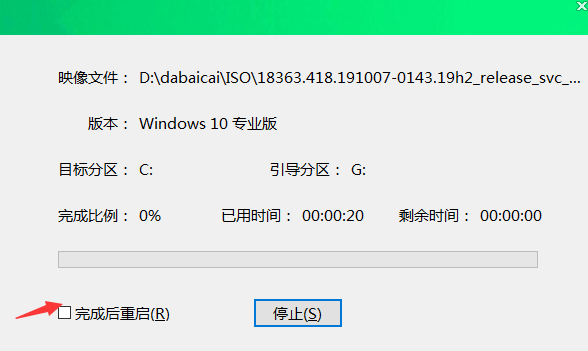 映像文件： D:\dabaicai\ISO\18363.418.191007-0143.19h2_release_svc_...
版本： Windows 10 专业版
目标分区： C: 引导分区： G:
完成比例： 0% 已用时间： 00:00:20 剩余时间： 00:00:00
完成后重启(R) 停止(S)